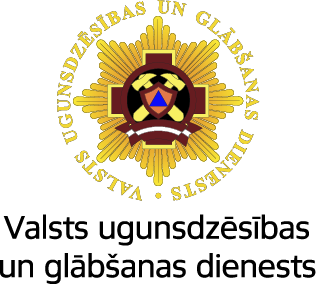 VALSTS UGUNSDZĒSĪBAS UN GLĀBŠANAS DIENESTS •
Valsts ugunsdzēsības
un glābšanas dienests